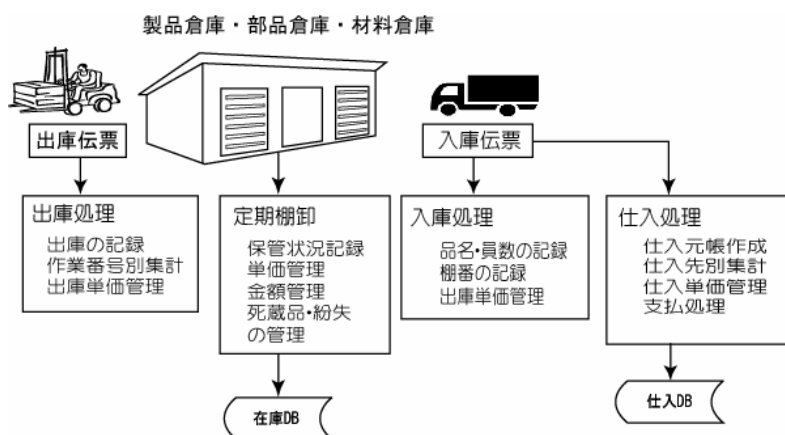 製品倉庫・部品倉庫・材料倉庫
出庫伝票
入庫伝票
出庫処理
出庫の記録
作業番号別集計
出庫単価管理
定期棚卸
保管状況記録
単価管理
金額管理
死蔵品・紛失
の管理
入庫処理
品名・員数の記録
棚番の記録
出庫単価管理
仕入処理
仕入元帳作成
仕入先別集計
仕入単価管理
支払処理
在庫DB
仕入DB